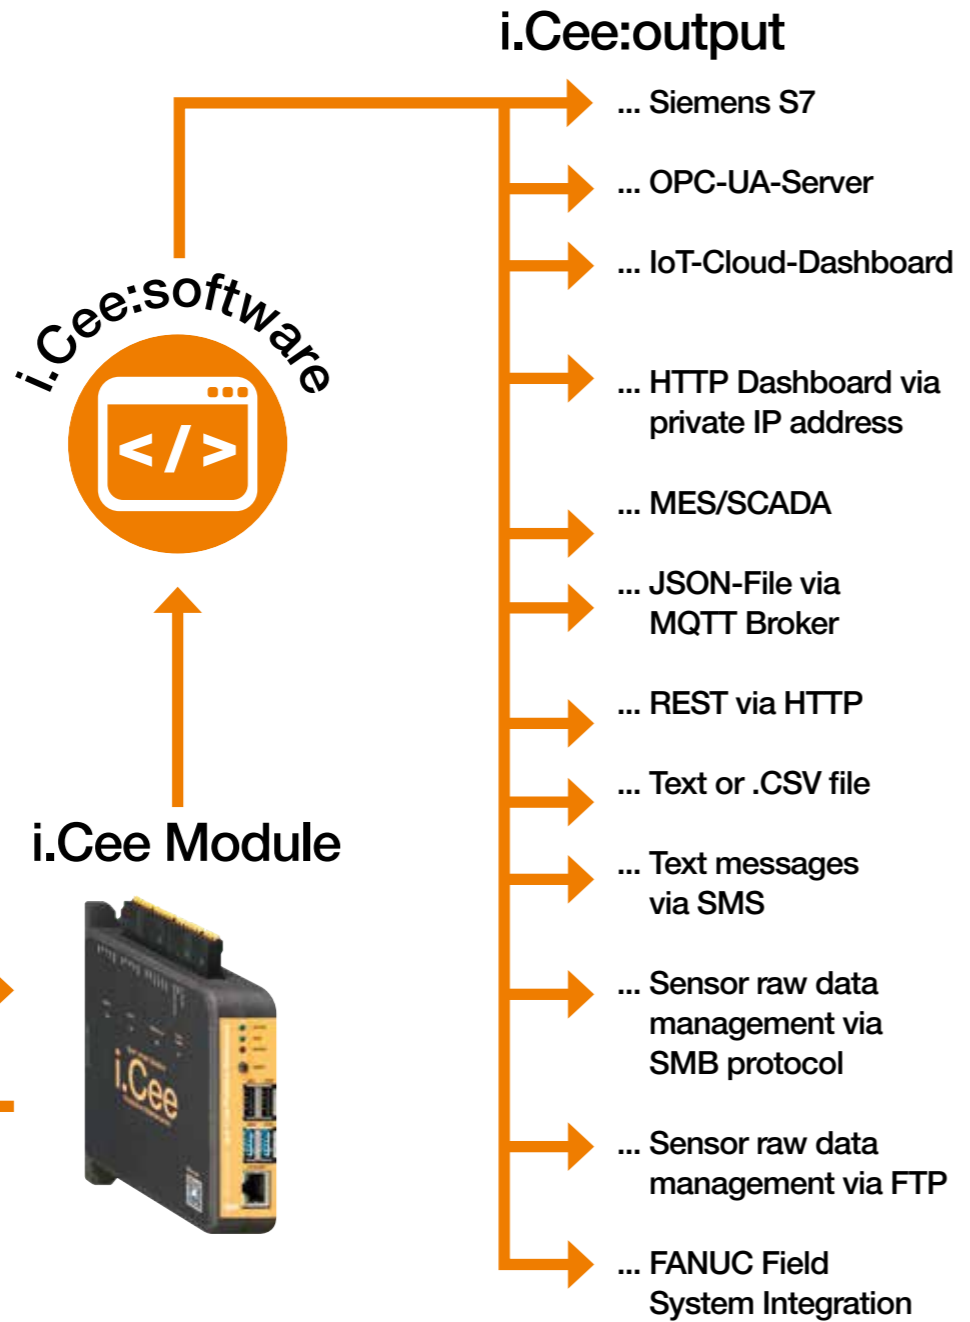 i.Cee:output
... Siemens S7
... OPC-UA-Server
... IoT-Cloud-Dashboard
... HTTP Dashboard via
private IP address
... MES/SCADA
... JSON-File via
MQTT Broker
... REST via HTTP
... Text or .CSV file
... Text messages
via SMS
... Sensor raw data
management via
SMB protocol
... Sensor raw data
management via FTP
... FANUC Field
System Integration
i.Cee:software
</>
i.Cee Module
i.Cee